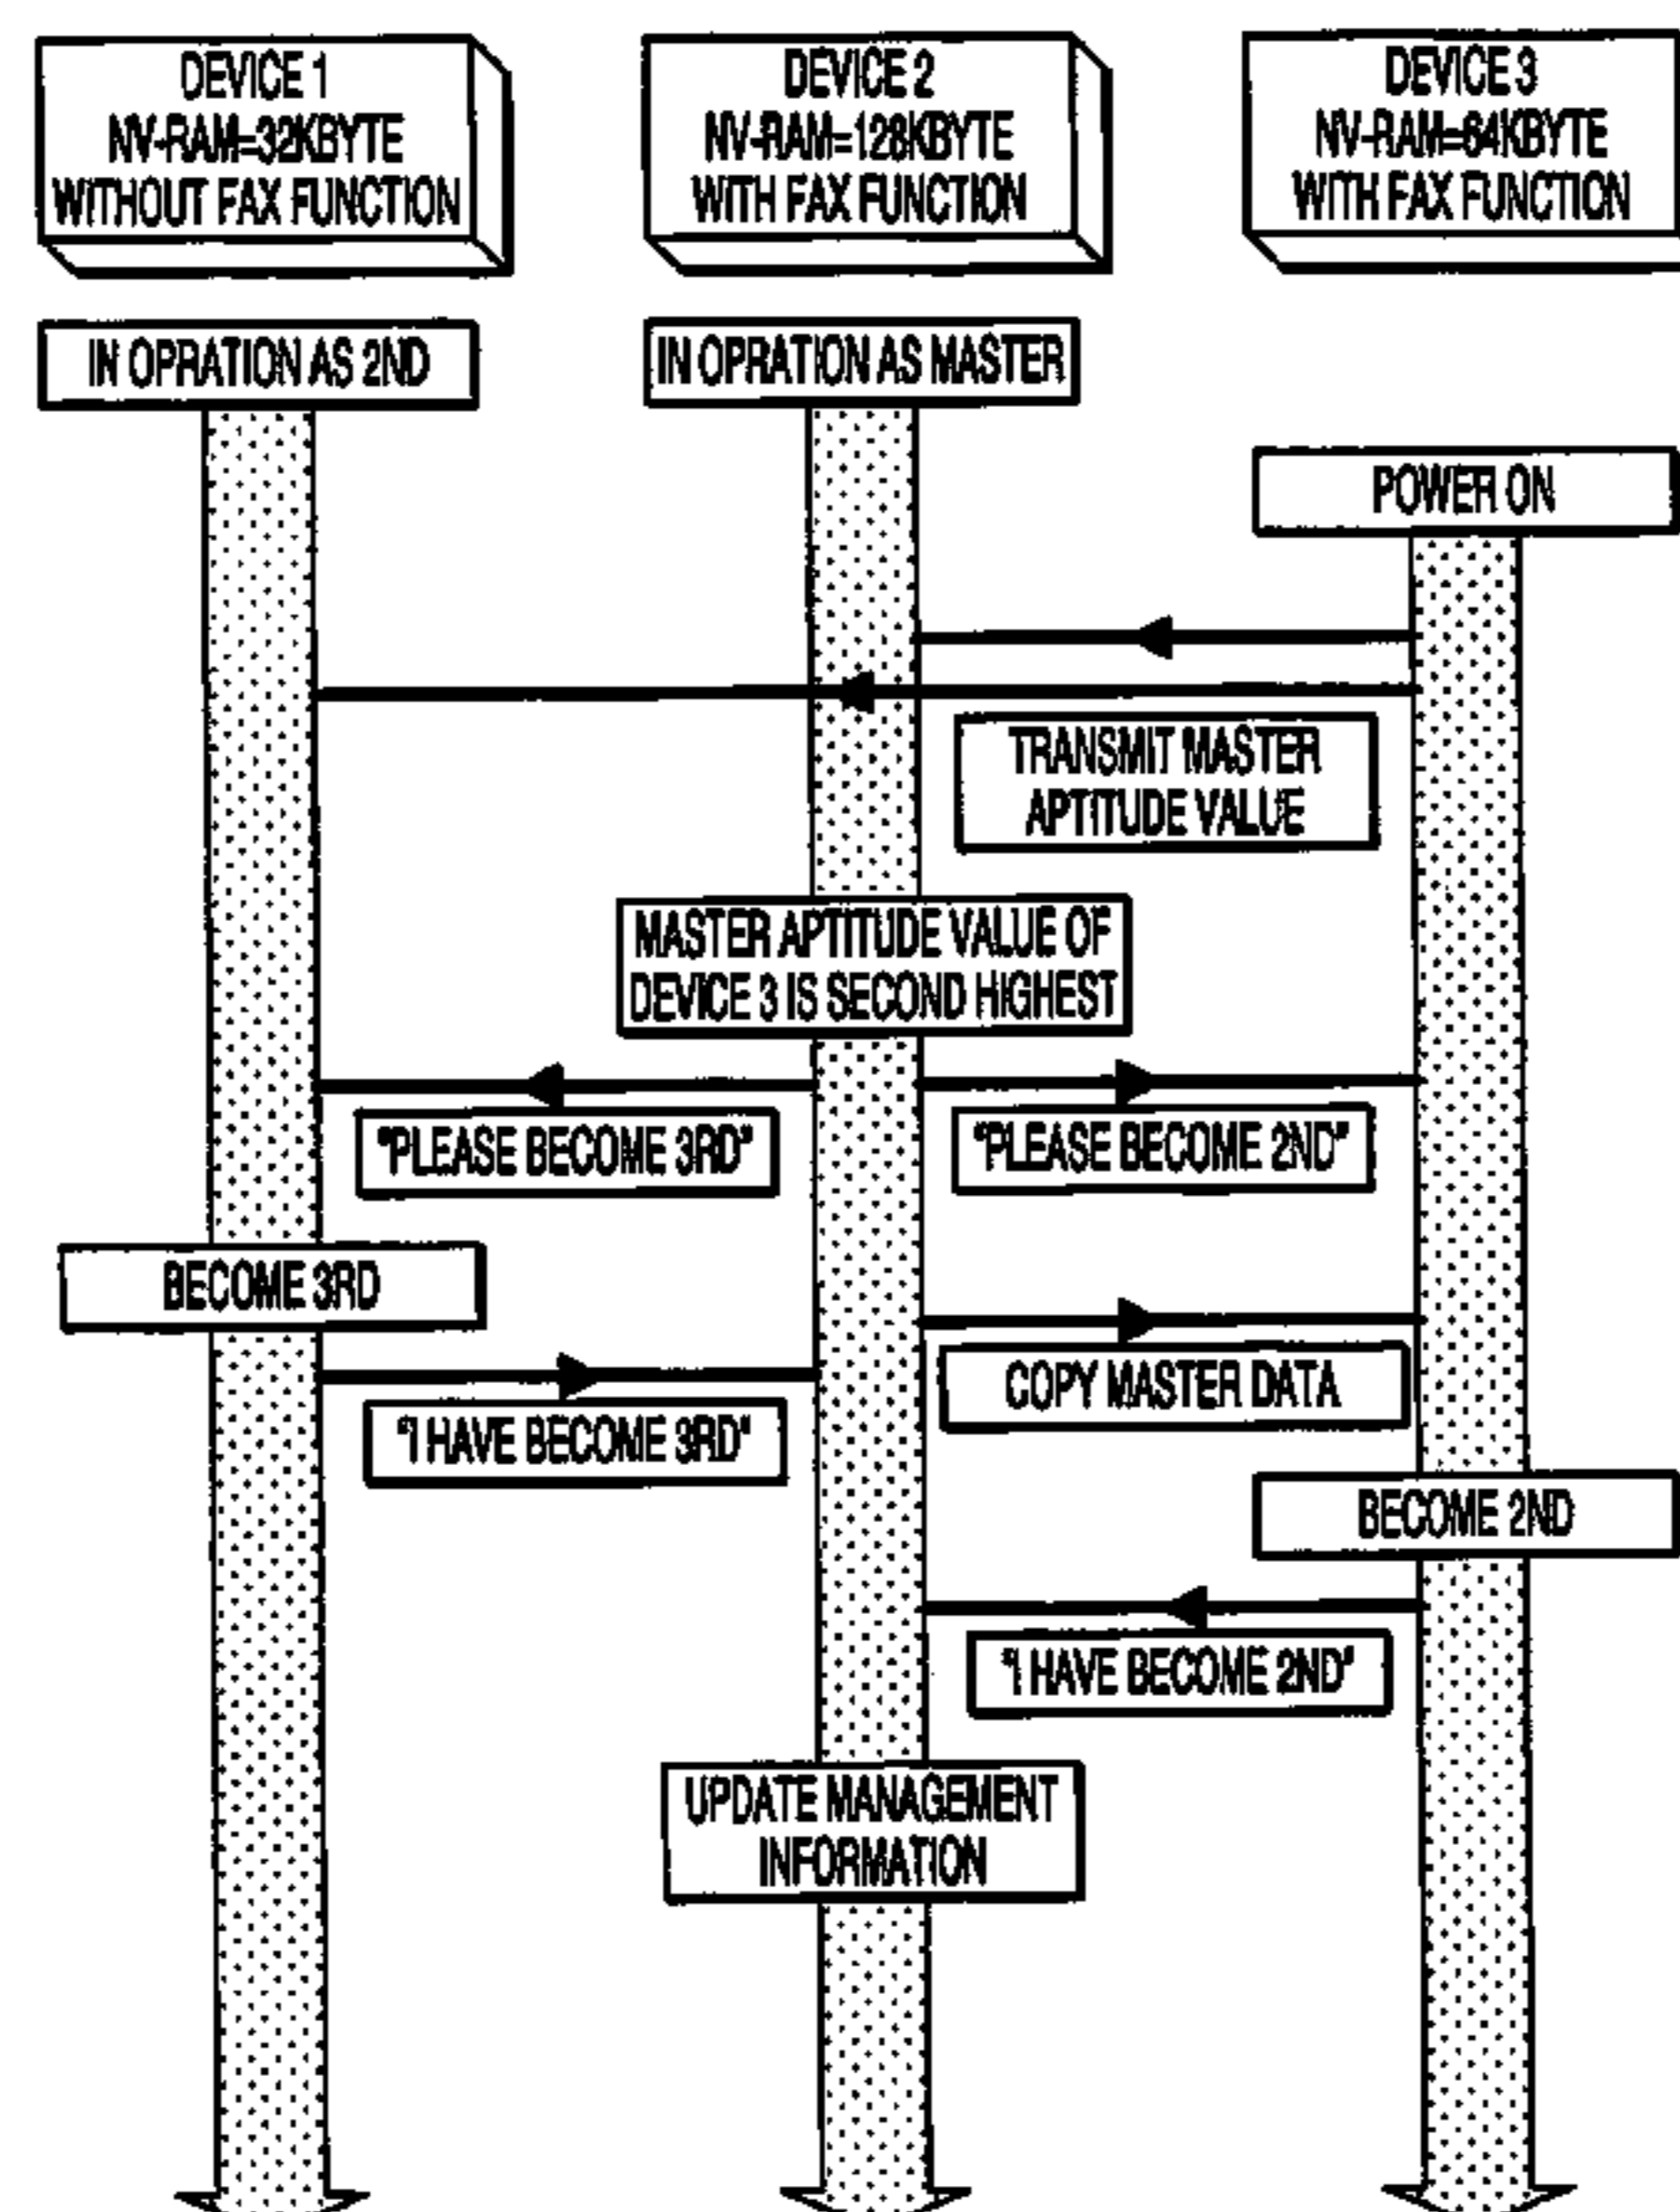 DEVICE 1
NV-RAM=32KBYTE
WITHOUT FAX FUNCTION
DEVICE 2
NV-RAM=128KBYTE
WITH FAX FUNCTION
DEVICE 3
NV-RAM=64KBYTE
WITH FAX FUNCTION
IN OPRATION AS 2ND
IN OPRATION AS MASTER
POWER ON
TRANSMIT MASTER
APTITUDE VALUE
MASTER APTITUDE VALUE OF
DEVICE 3 IS SECOND HIGHEST
"PLEASE BECOME 3RD"
"PLEASE BECOME 2ND"
BECOME 3RD
COPY MASTER DATA
"I HAVE BECOME 3RD"
BECOME 2ND
"I HAVE BECOME 2ND"
UPDATE MANAGEMENT
INFORMATION